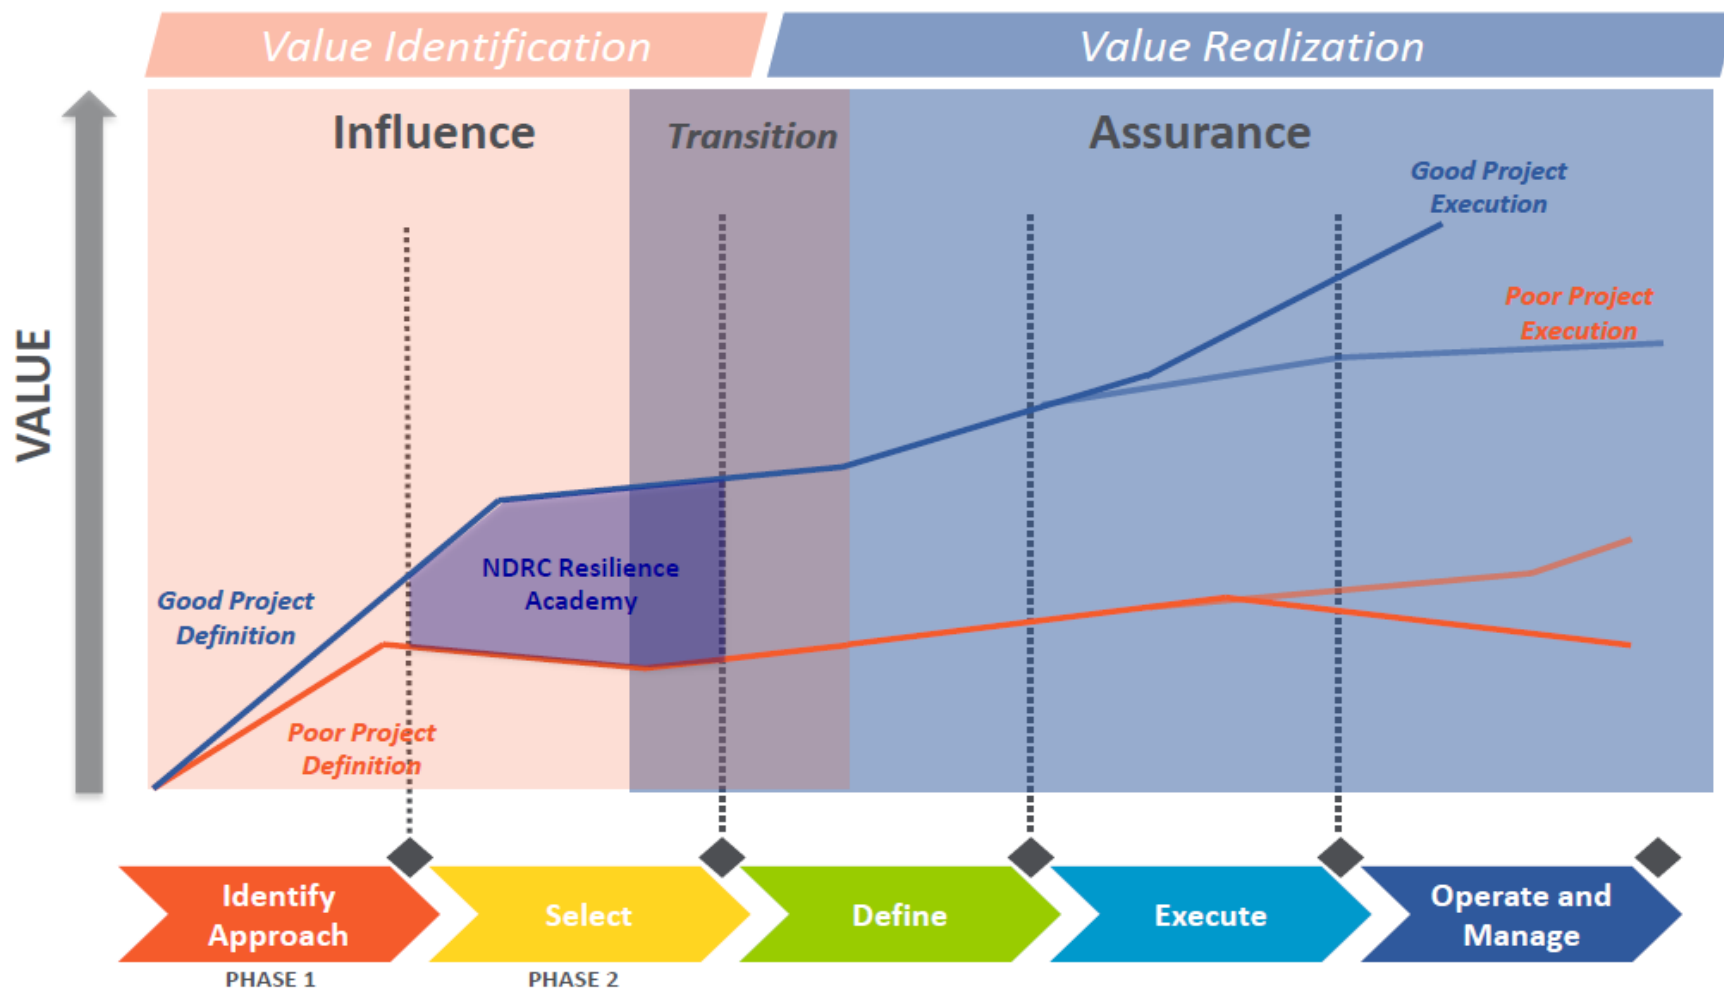 Value Identification
Value Realization
Influence
Transition
Assurance
Good Project
Execution
Poor Project
Execution
VALUE
NDRC Resilience
Academy
Good Project
Definition
Poor Project
Definition
Identify
Approach
Select
Define
Execute
Operate and
Manage
PHASE 1
PHASE 2